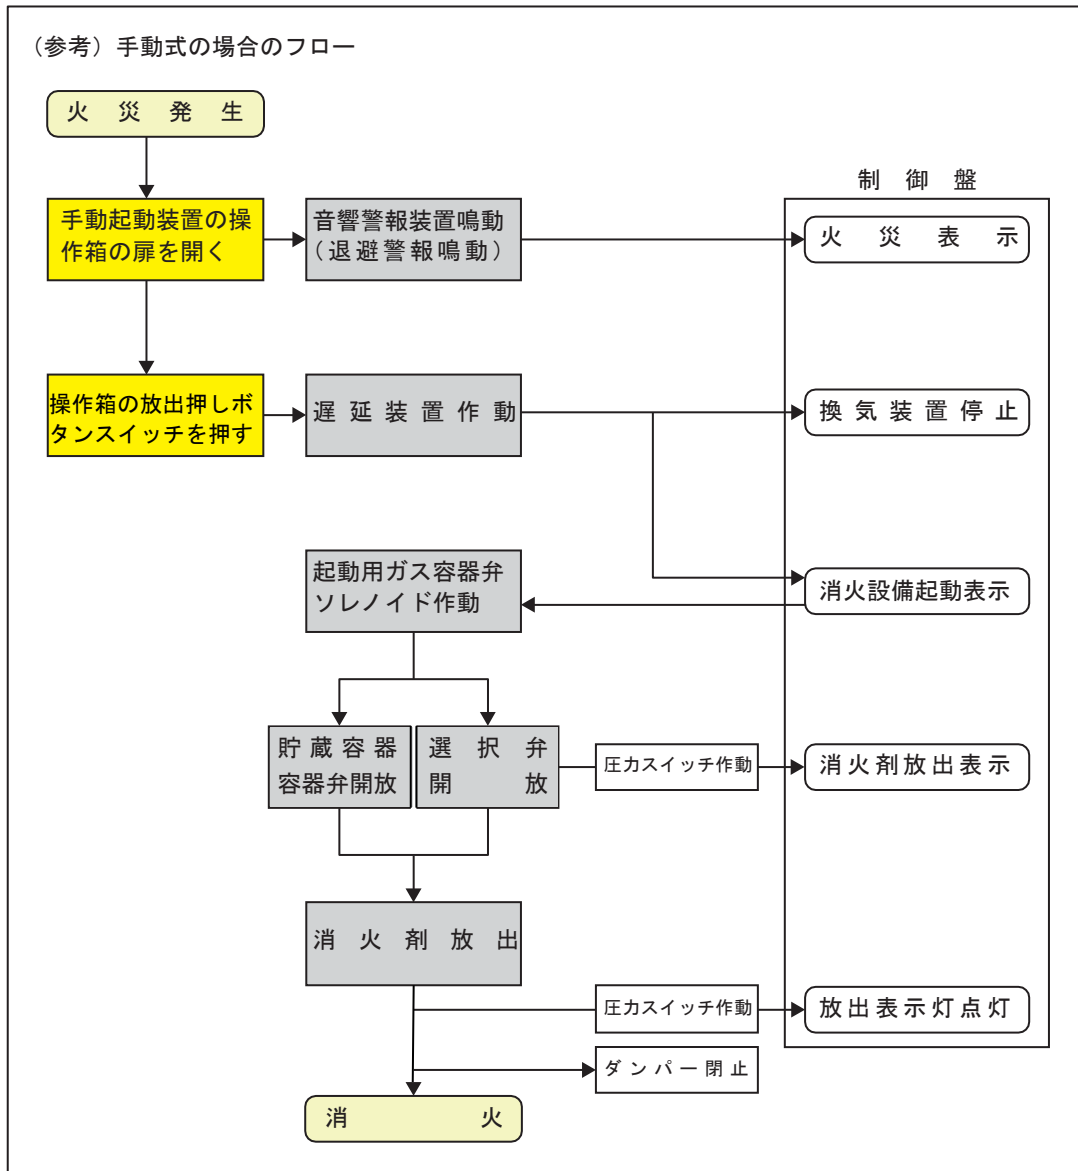 （参考）手動式の場合のフロー
火災発生
制御盤
手動起動装置の操
作箱の扉を開く
音響警報装置鳴動
（退避警報鳴動）
火災表示
操作箱の放出押しボ
タンスイッチを押す
遅延装置作動
換気装置停止
起動用ガス容器弁
ソレノイド作動
消火設備起動表示
貯蔵容器
容器弁開放
選択弁
開放
圧力スイッチ作動
消火剤放出表示
消火剤放出
圧力スイッチ作動
放出表示灯点灯
ダンパー閉止
消火